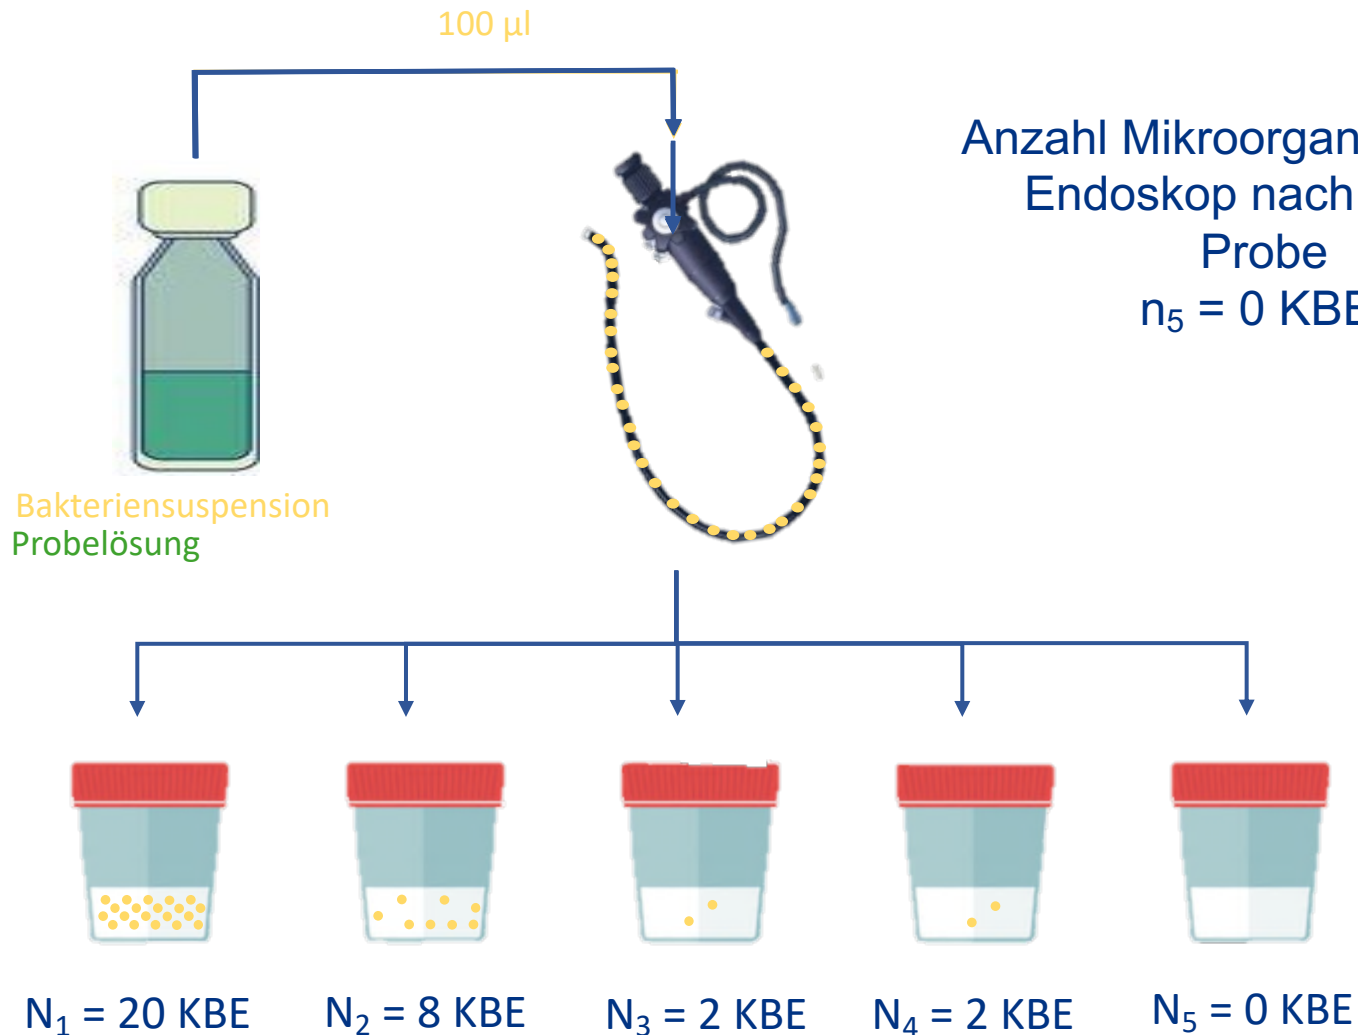 100 µl
Anzahl Mikroorgan
Endoskop nach
Probe
n₅ = 0 KBE
Bakteriensuspension
Probelösung
N₁ = 20 KBE
N₂ = 8 KBE
N₃ = 2 KBE
N₄ = 2 KBE
N₅ = 0 KBE